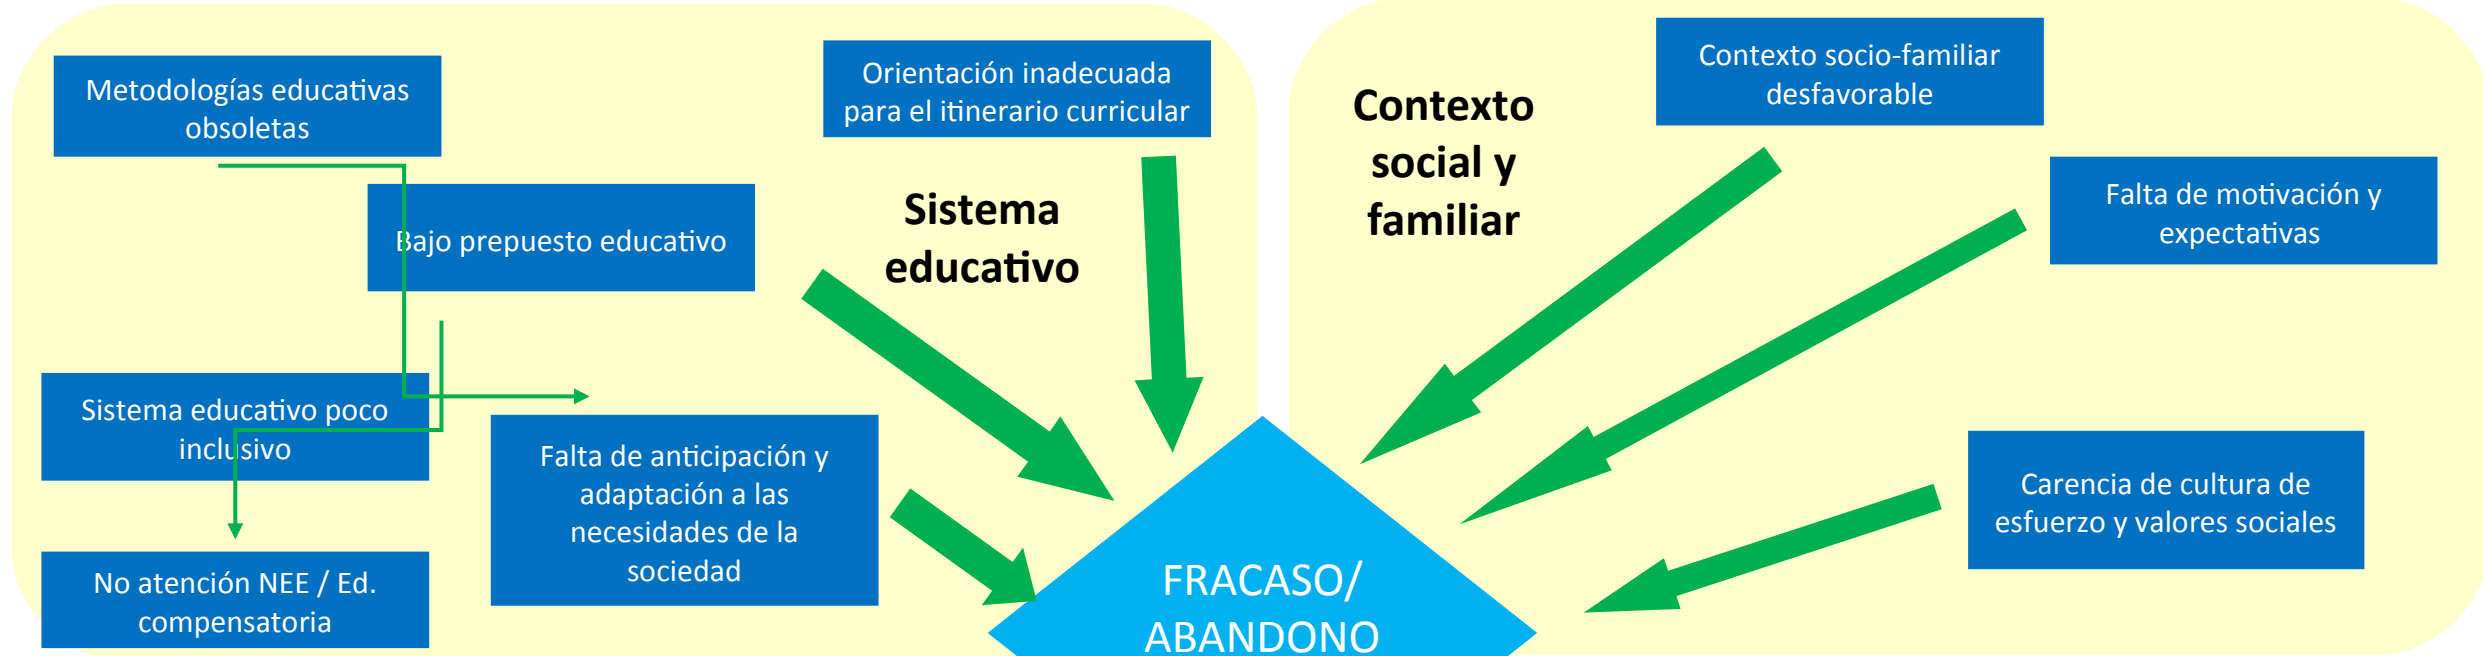 Metodologías educativas
obsoletas
Orientación inadecuada
para el itinerario curricular
Bajo prepuesto educativo
Sistema
educativo
Sistema educativo poco
inclusivo
Falta de anticipación y
adaptación a las
necesidades de la
sociedad
No atención NEE / Ed.
compensatoria
Contexto
social y
familiar
Contexto socio-familiar
desfavorable
Falta de motivación y
expectativas
Carencia de cultura de
esfuerzo y valores sociales
FRACASO/
ABANDONO